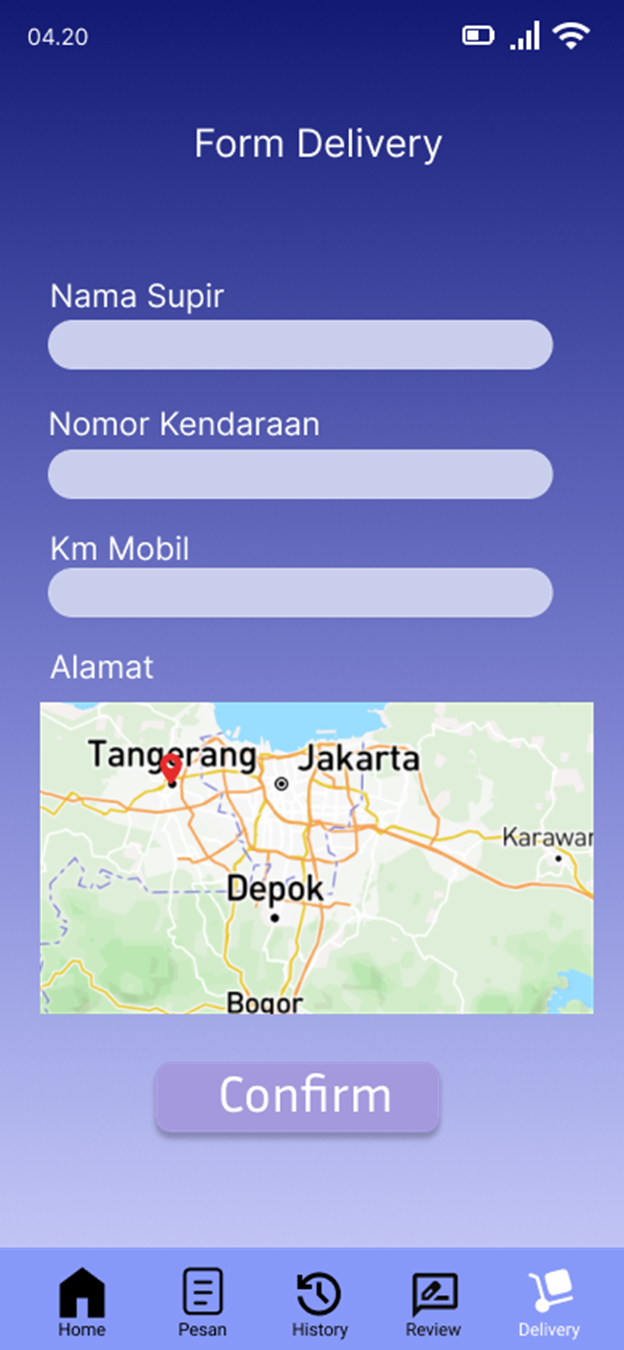 04.20
Form Delivery
Nama Supir
Nomor Kendaraan
Km Mobil
Alamat
Tangerang
Jakarta
Karawan
Depok
Bogor
Confirm
Home
Pesan
History
Review
Delivery